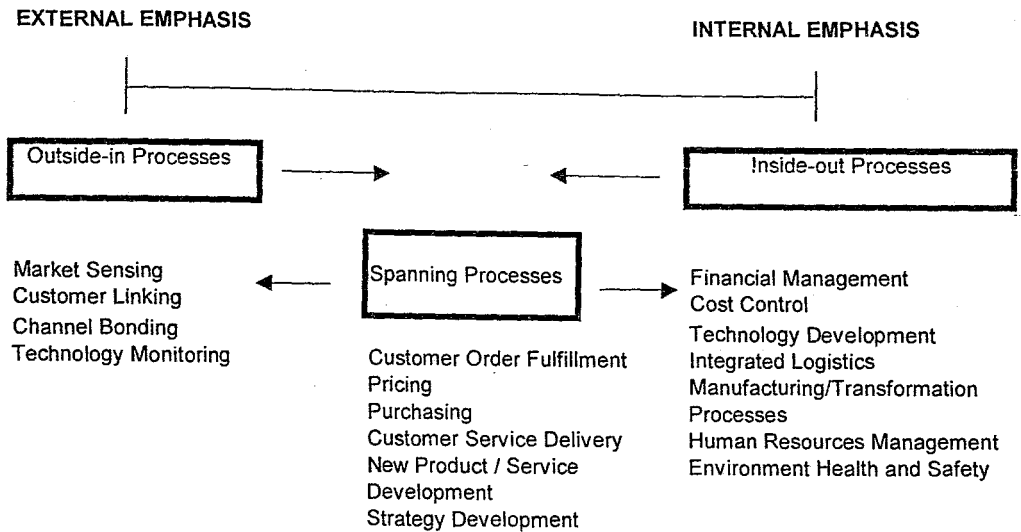 EXTERNAL EMPHASIS
INTERNAL EMPHASIS
Outside-in Processes
Inside-out Processes
Spanning Processes
Market Sensing
Customer Linking
Channel Bonding
Technology Monitoring
Customer Order Fulfillment
Pricing
Purchasing
Customer Service Delivery
New Product / Service
Development
Strategy Development
Financial Management
Cost Control
Technology Development
Integrated Logistics
Manufacturing/Transformation
Processes
Human Resources Management
Environment Health and Safety